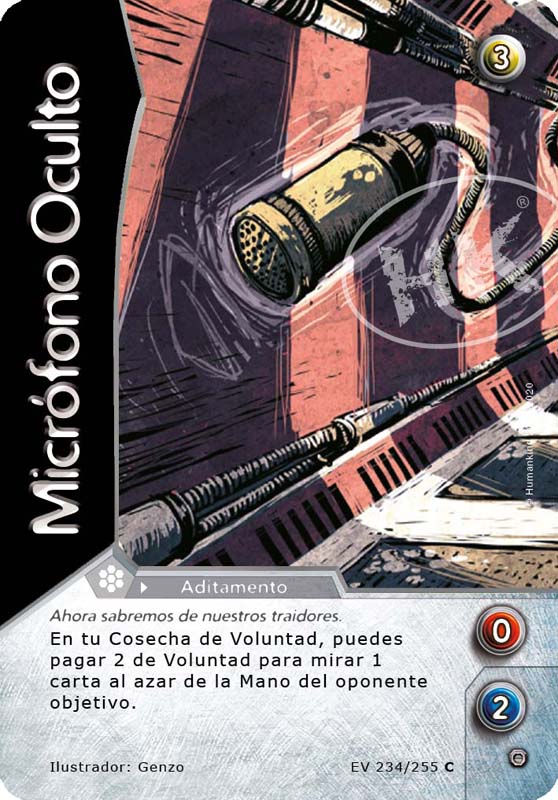 3
Micrófono Oculto
HK®
© Humankind 2020
Aditamento
Ahora sabremos de nuestros traidores.
En tu Cosecha de Voluntad, puedes
pagar 2 de Voluntad para mirar 1
carta al azar de la Mano del oponente
objetivo.
0
2
Ilustrador: Genzo
EV 234/255 C